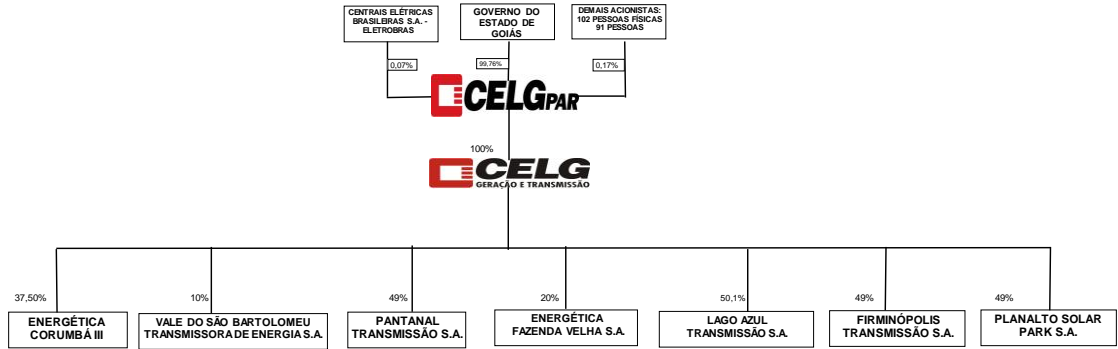 CENTRAIS ELÉTRICAS
BRASILEIRAS S.A. -
ELETROBRAS
GOVERNO DO
ESTADO DE
GOIÁS
DEMAIS ACIONISTAS:
102 PESSOAS FÍSICAS
91 PESSOAS
0,07%
99,76%
0,17%
CELGPAR
100%
CELG
GERAÇÃO E TRANSMISSÃO
37,50%
10%
49%
20%
50,1%
49%
49%
ENERGÉTICA
CORUMBÁ III
VALE DO SÃO BARTOLOMEU
TRANSMISSORA DE ENERGIA S.A.
PANTANAL
TRANSMISSÃO S.A.
ENERGÉTICA
FAZENDA VELHA S.A.
LAGO AZUL
TRANSMISSÃO S.A.
FIRMINÓPOLIS
TRANSMISSÃO S.A.
PLANALTO SOLAR
PARK S.A.